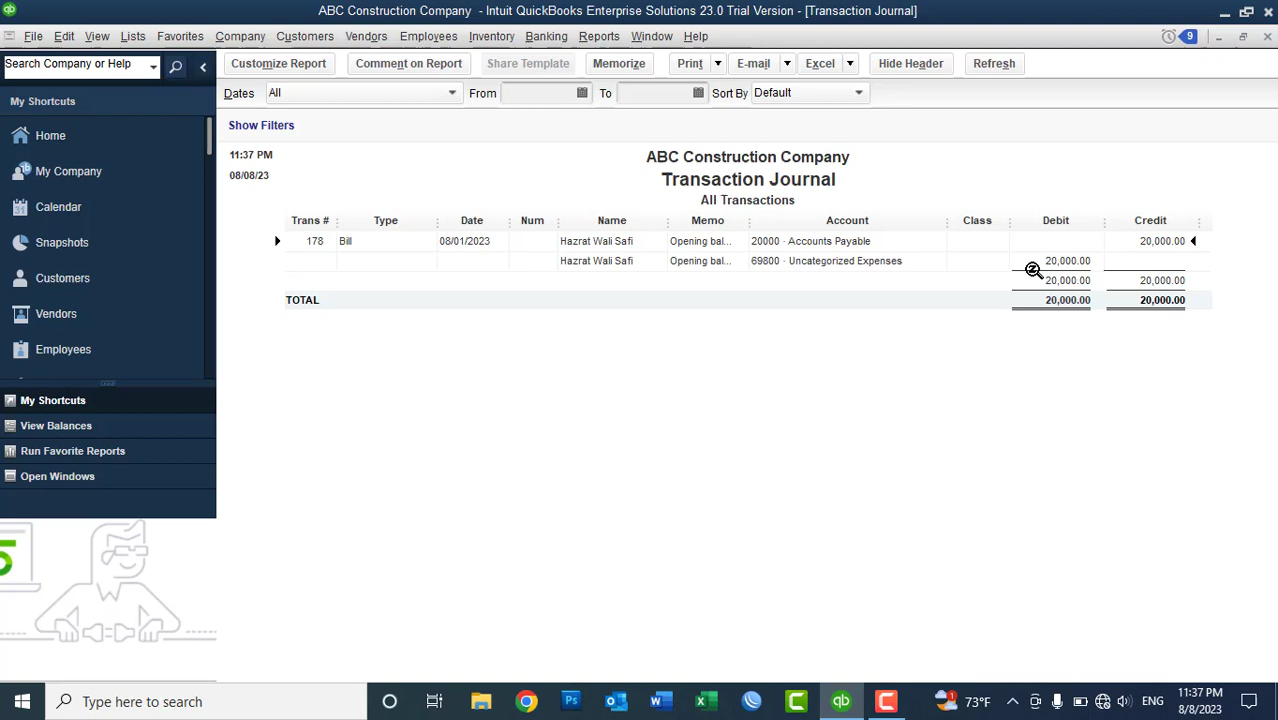 ABC Construction Company - Intuit QuickBooks Enterprise Solutions 23.0 Trial Version - [Transaction Journal]
File Edit View Lists Favorites Company Customers Vendors Employees Inventory Banking Reports Window Help 9
Search Company or Help
Customize Report Comment on Report Share Template Memorize Print E-mail Excel Hide Header Refresh
Dates All From To Sort By Default
Show Filters
My Shortcuts
Home
My Company
Calendar
Snapshots
Customers
Vendors
Employees
My Shortcuts
View Balances
Run Favorite Reports
Open Windows
11:37 PM
08/08/23
ABC Construction Company
Transaction Journal
All Transactions
Trans # Type Date Num Name Memo Account Class Debit Credit
178 Bill 08/01/2023 Hazrat Wali Safi Opening bal... 20000 · Accounts Payable 20,000.00
Hazrat Wali Safi Opening bal... 69800 · Uncategorized Expenses 20,000.00
20,000.00 20,000.00
TOTAL 20,000.00 20,000.00
Type here to search
73°F
ENG
11:37 PM
8/8/2023